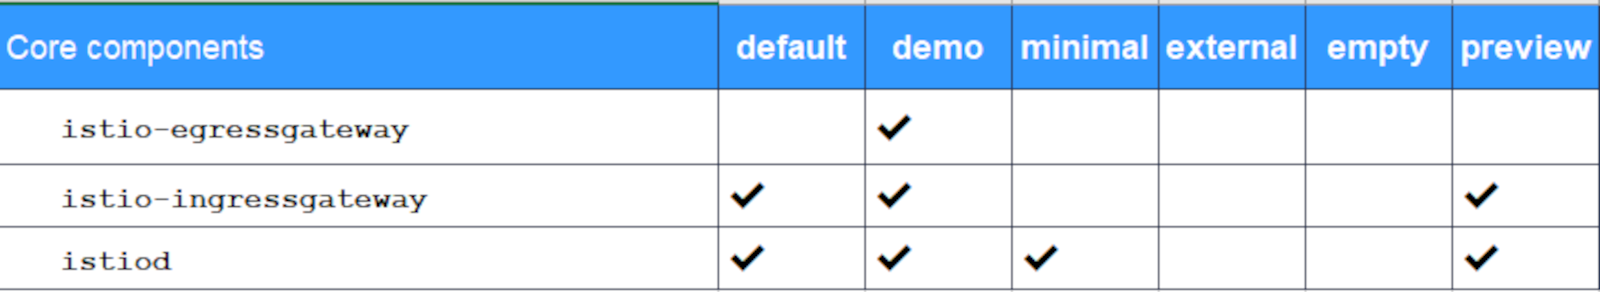 Core components default demo minimal external empty preview
istio-egressgateway ✔
istio-ingressgateway ✔ ✔ ✔
istiod ✔ ✔ ✔ ✔